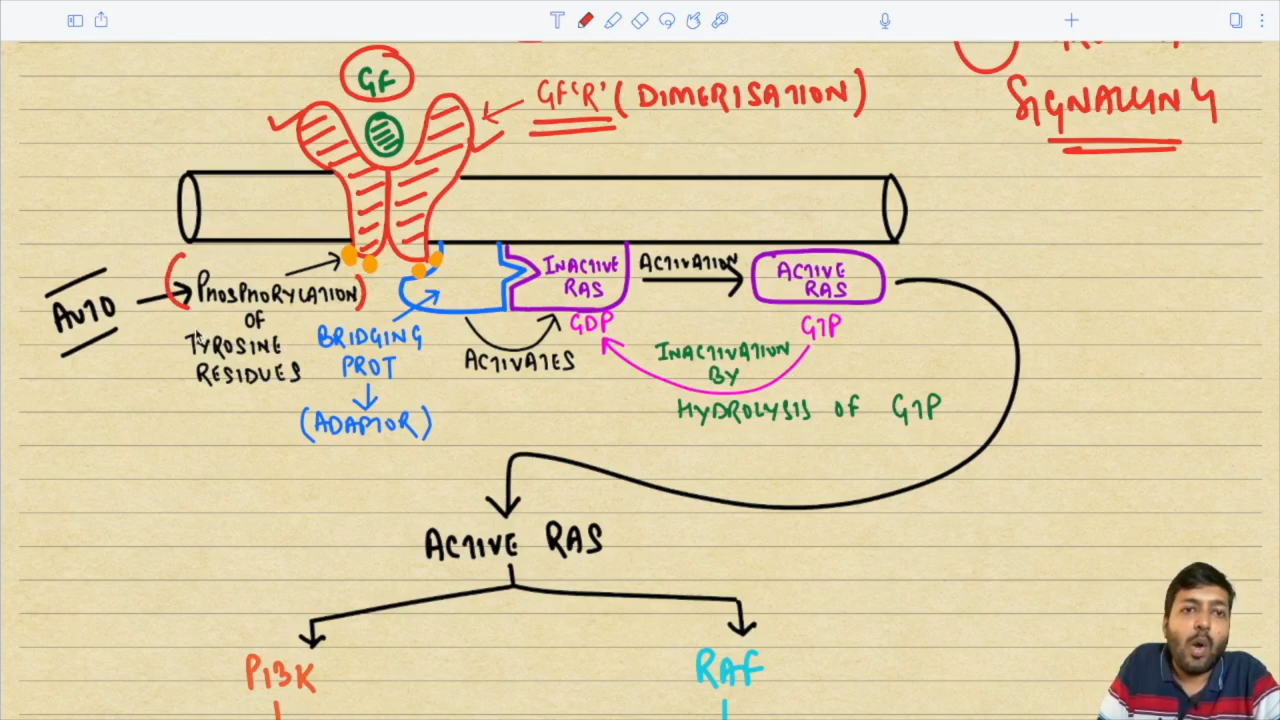 GF
GF'R' (DIMERISATION)
SIGNALLING
AUTO
(PHOSPHORYLATION)
OF
TYROSINE
RESIDUES
BRIDGING
PROT
(ADAPTOR)
ACTIVATES
INACTIVE
RAS
GDP
ACTIVATION
ACTIVE
RAS
GTP
INACTIVATION
BY
HYDROLYSIS OF GTP
ACTIVE RAS
PI3K
RAF